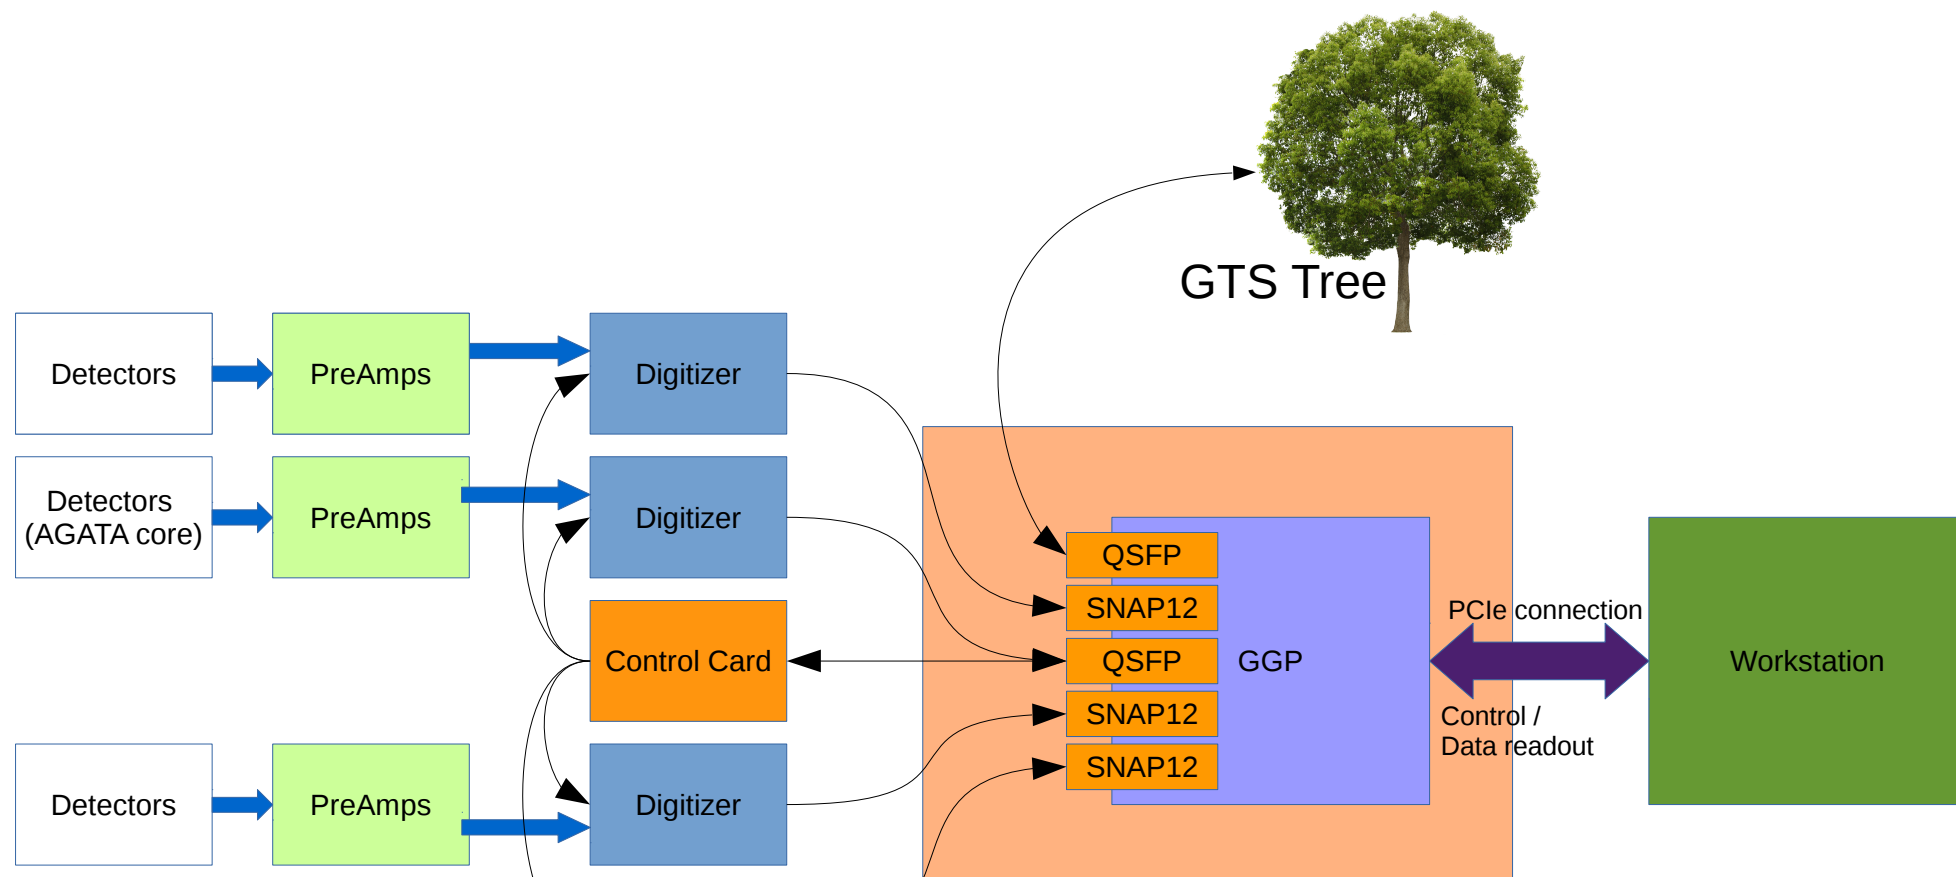 GTS Tree
Detectors
PreAmps
Digitizer
Detectors
(AGATA core)
PreAmps
Digitizer
Control Card
Detectors
PreAmps
Digitizer
QSFP
SNAP12
QSFP
SNAP12
SNAP12
GGP
PCIe connection
Control /
Data readout
Workstation